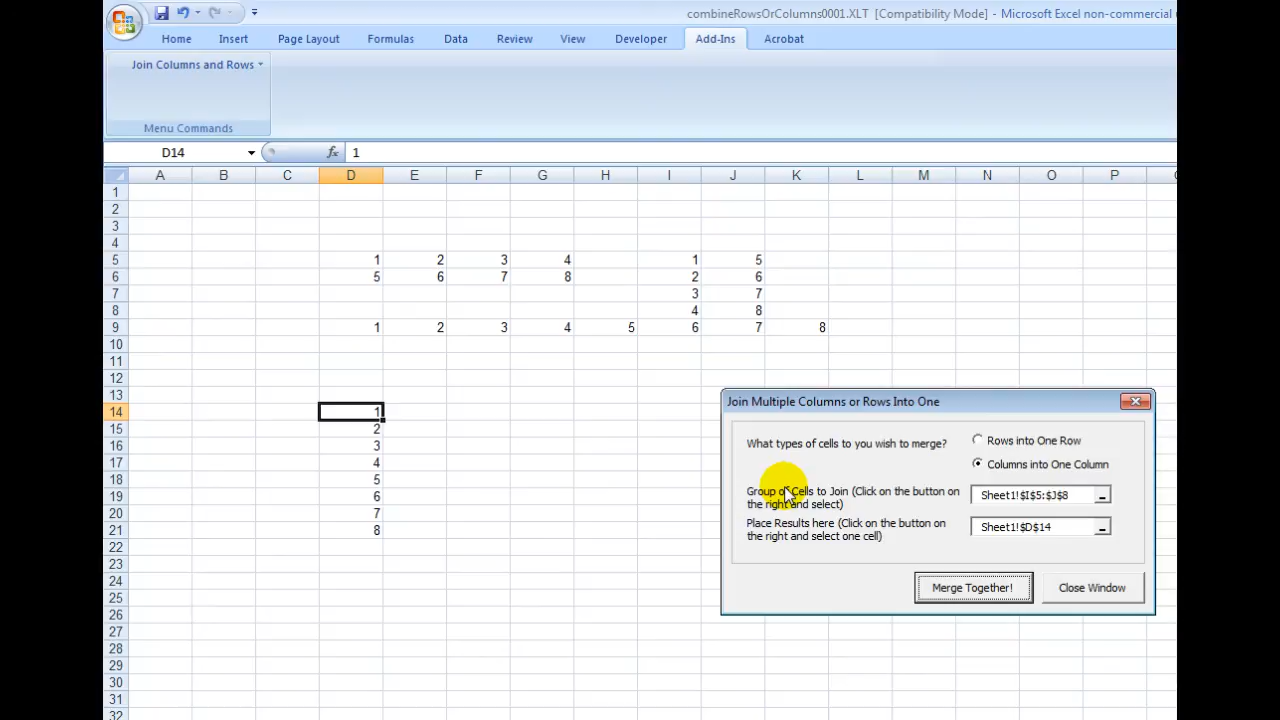 combineRowsOrColumns0001.XLT [Compatibility Mode] - Microsoft Excel non-commercial
Home Insert Page Layout Formulas Data Review View Developer Add-Ins Acrobat
Join Columns and Rows
Menu Commands
D14 fx 1
A B C D E F G H I J K L M N O P
1
2
3
4
5 1 2 3 4 1 5
6 5 6 7 8 2 6
7 3 7
8 4 8
9 1 2 3 4 5 6 7 8
10
11
12
13
14 1
15 2
16 3
17 4
18 5
19 6
20 7
21 8
22
23
24
25
26
27
28
29
30
31
32
Join Multiple Columns or Rows Into One
What types of cells to you wish to merge?
Rows into One Row
Columns into One Column
Group of Cells to Join (Click on the button on
the right and select)
Sheet1!$I$5:$J$8
Place Results here (Click on the button on
the right and select one cell)
Sheet1!$D$14
Merge Together!
Close Window